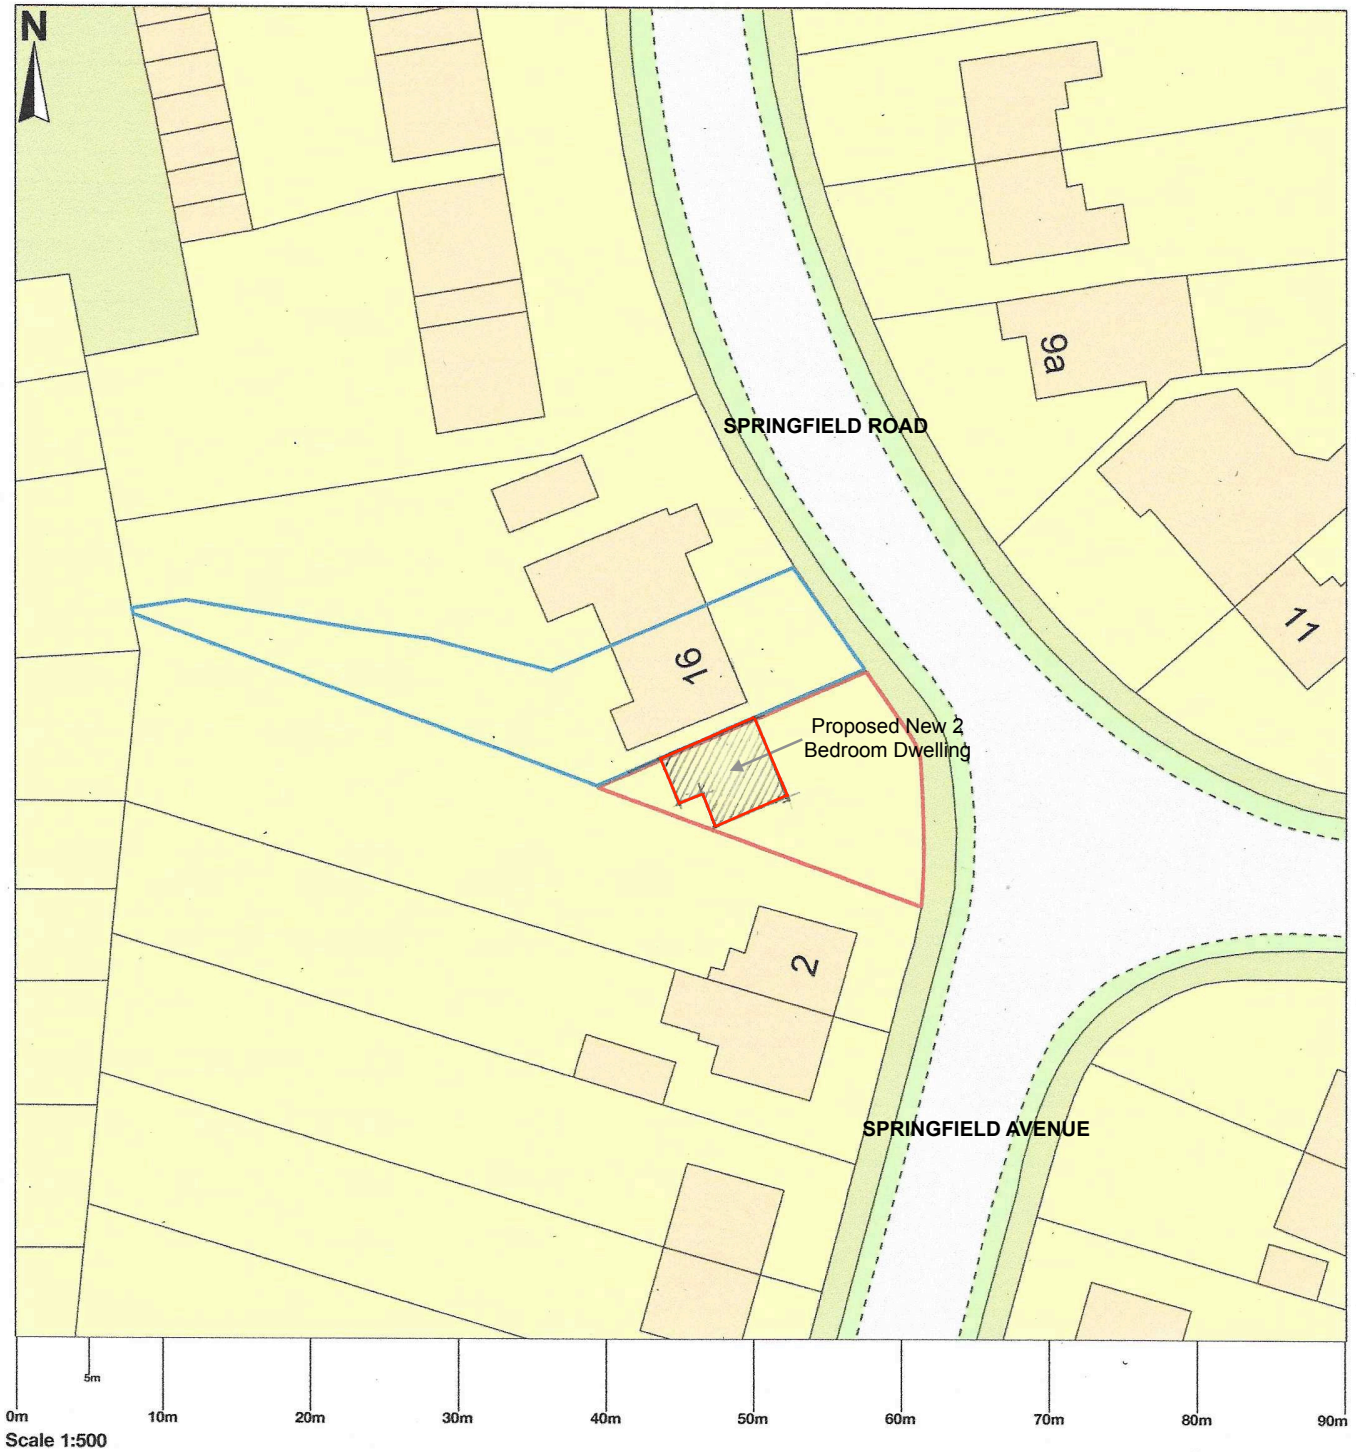 N
9a
SPRINGFIELD ROAD
11
16
Proposed New 2
Bedroom Dwelling
2
SPRINGFIELD AVENUE
5m
0m 10m 20m 30m 40m 50m 60m 70m 80m 90m
Scale 1:500